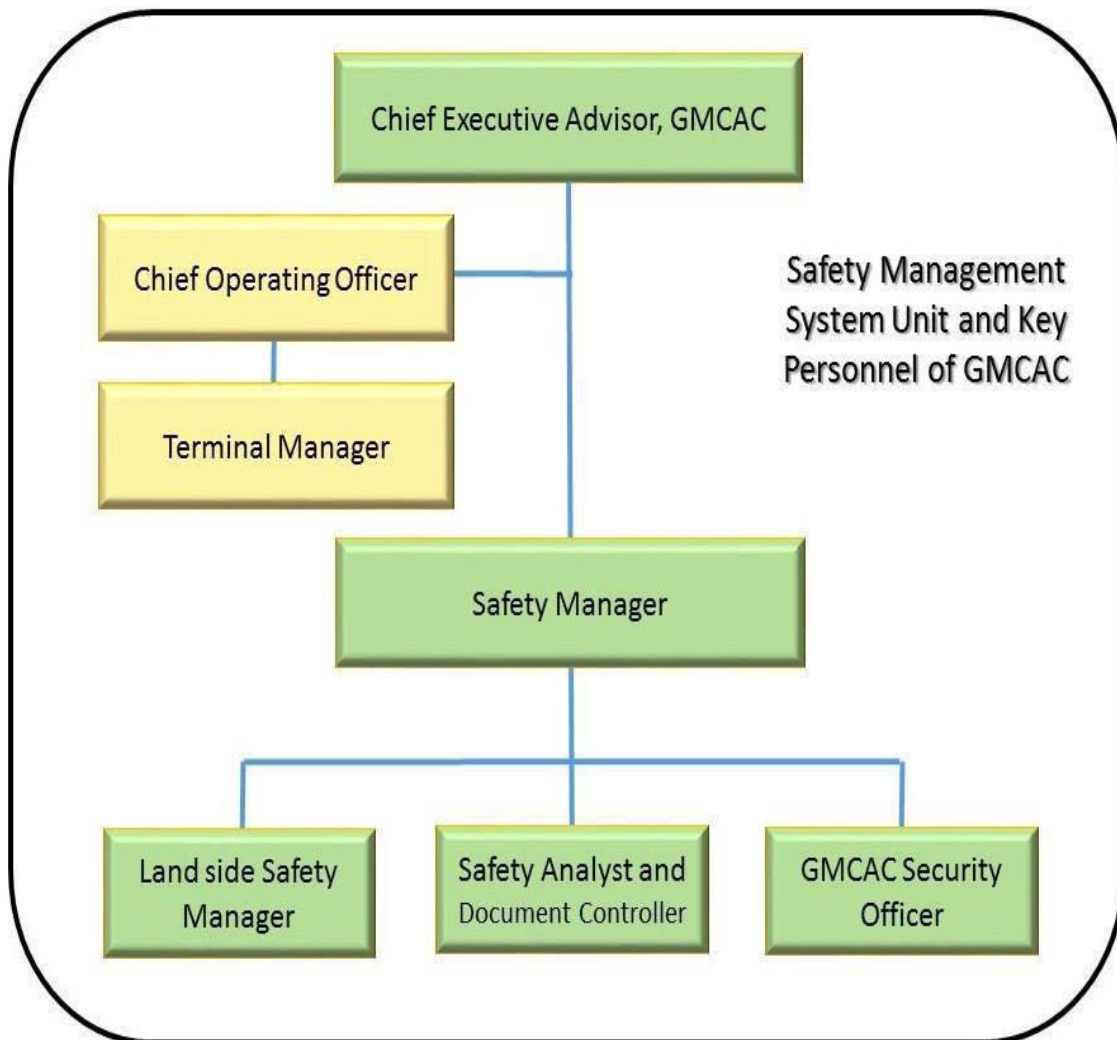 Chief Executive Advisor, GMCAC
Chief Operating Officer
Safety Management
System Unit and Key
Personnel of GMCAC
Terminal Manager
Safety Manager
Land side Safety
Manager
Safety Analyst and
Document Controller
GMCAC Security
Officer